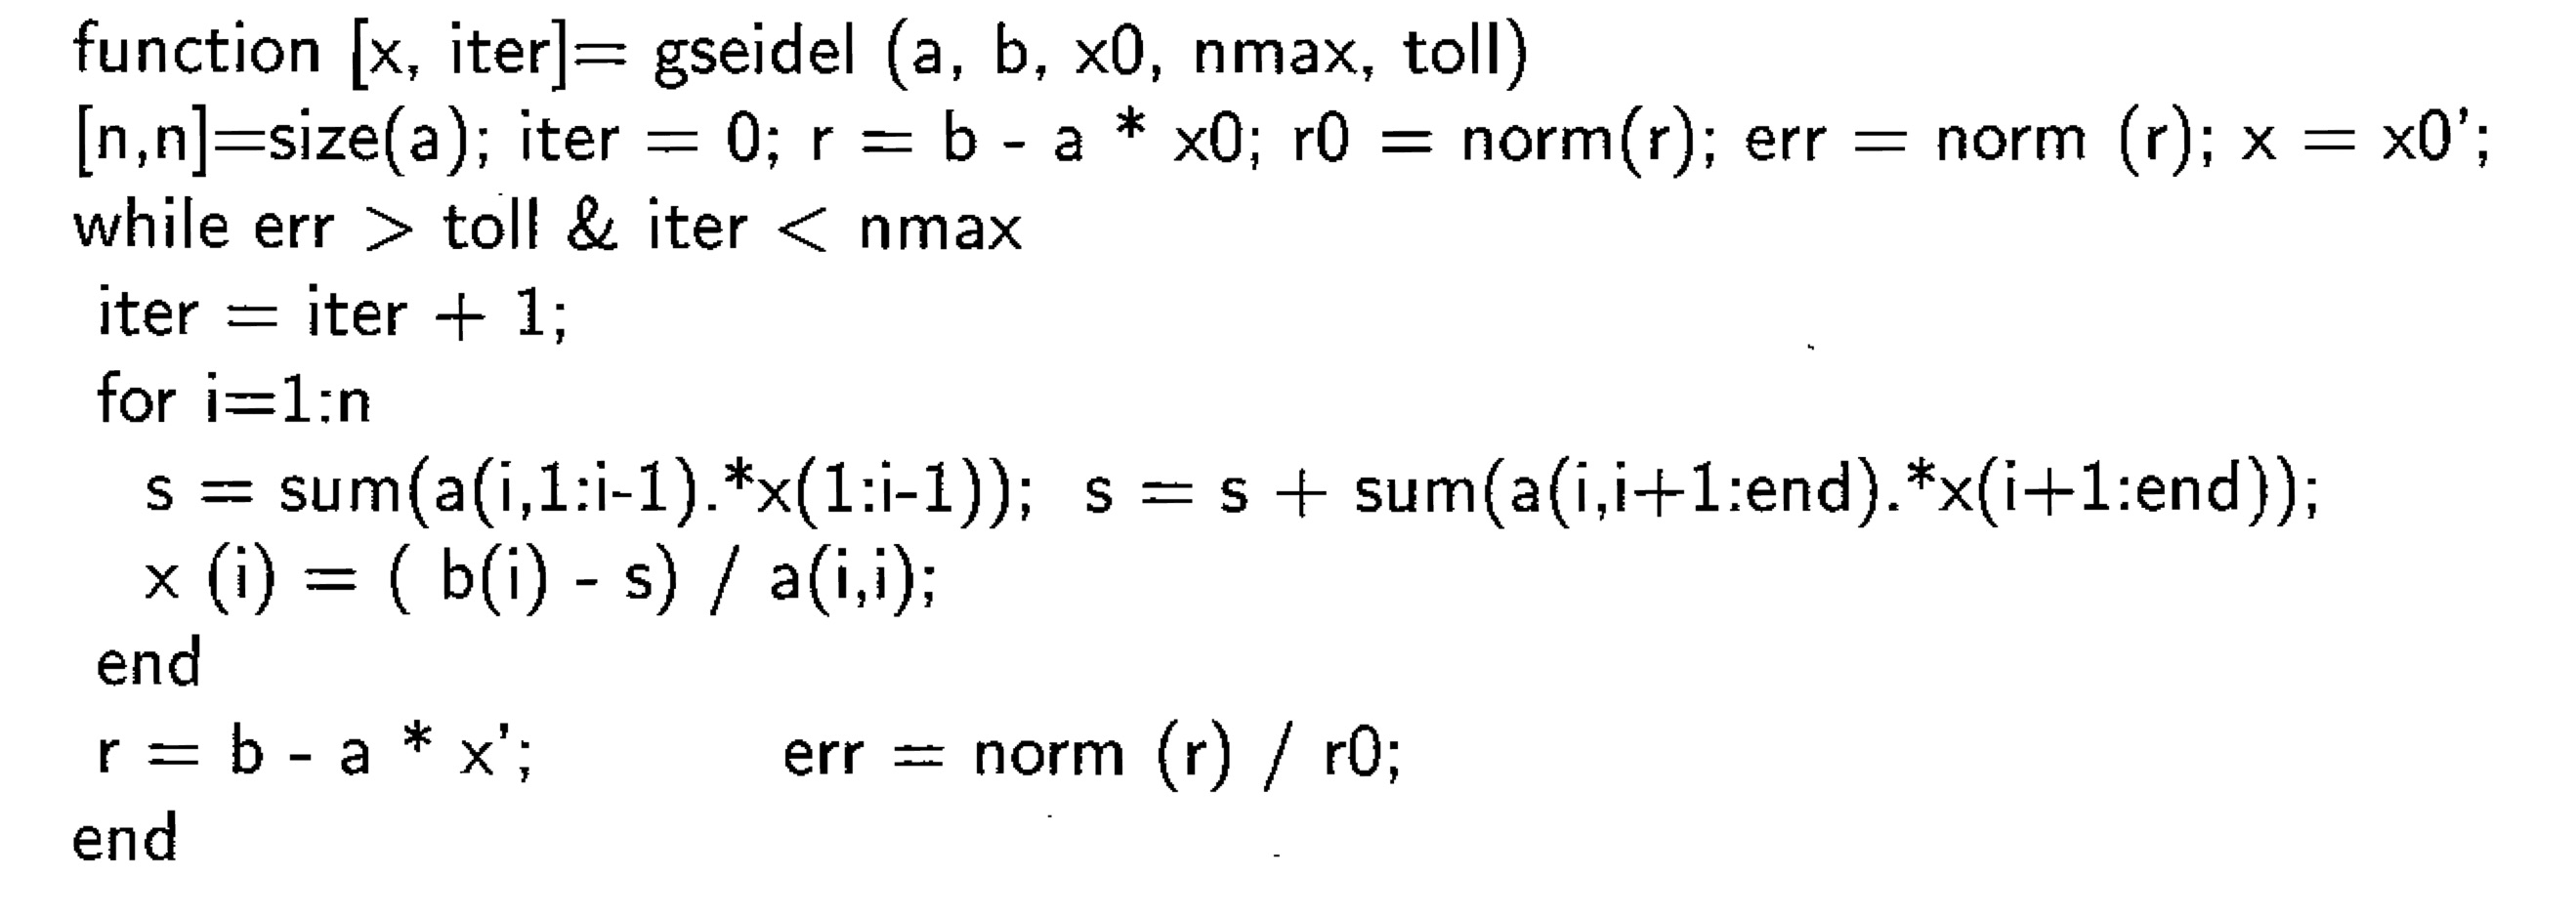 function [x, iter]= gseidel (a, b, x0, nmax, toll)
[n,n]=size(a); iter = 0; r = b - a * x0; r0 = norm(r); err = norm (r); x = x0';
while err > toll & iter < nmax
iter = iter + 1;
for i=1:n
s = sum(a(i,1:i-1).*x(1:i-1)); s = s + sum(a(i,i+1:end).*x(i+1:end));
x (i) = ( b(i) - s) / a(i,i);
end
r = b - a * x'; err = norm (r) / r0;
end